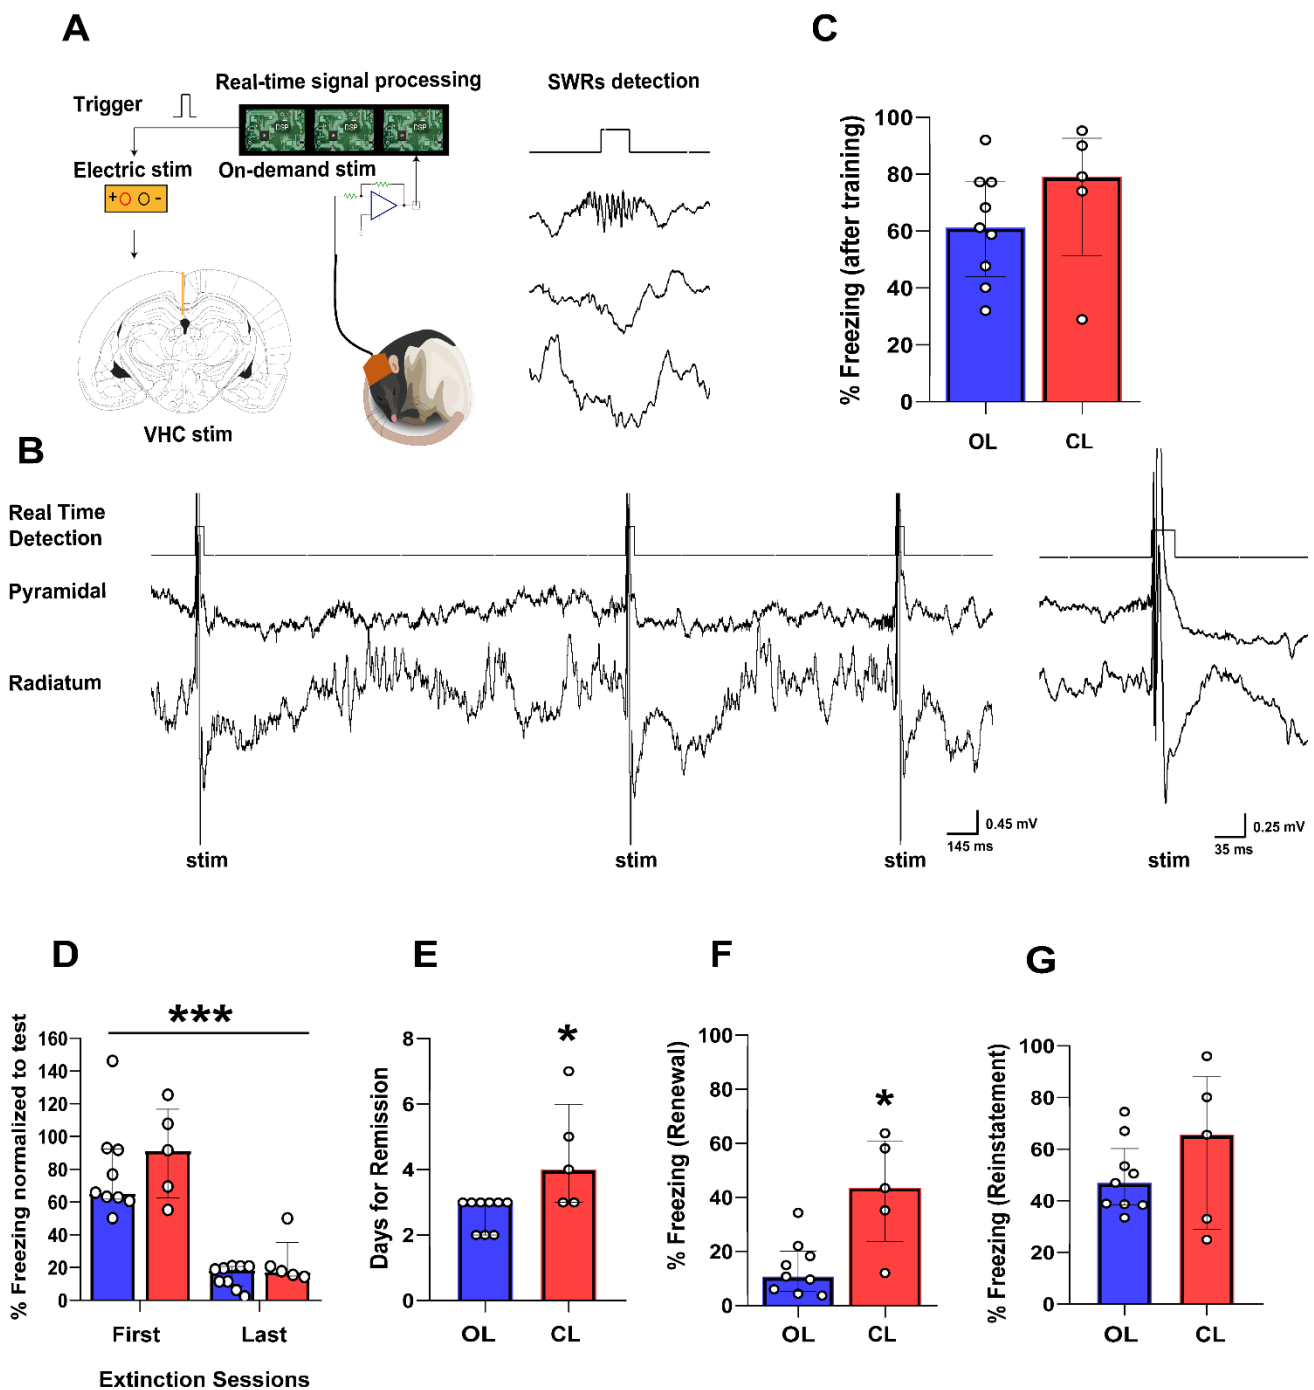 A
Real-time signal processing
Trigger
DSP DSP DSP
Electric stim
On-demand stim
+ -
VHC stim
SWRs detection
C
% Freezing (after training)
100
80
60
40
20
0
OL CL
B
Real Time
Detection
Pyramidal
Radiatum
stim
stim
stim
0.45 mV
145 ms
stim
0.25 mV
35 ms
D
% Freezing normalized to test
160
140
120
100
80
60
40
20
0
***
First Last
Extinction Sessions
E
Days for Remission
8
6
4
2
0
*
OL CL
F
% Freezing (Renewal)
100
80
60
40
20
0
*
OL CL
G
% Freezing (Reinstatement)
100
80
60
40
20
0
OL CL